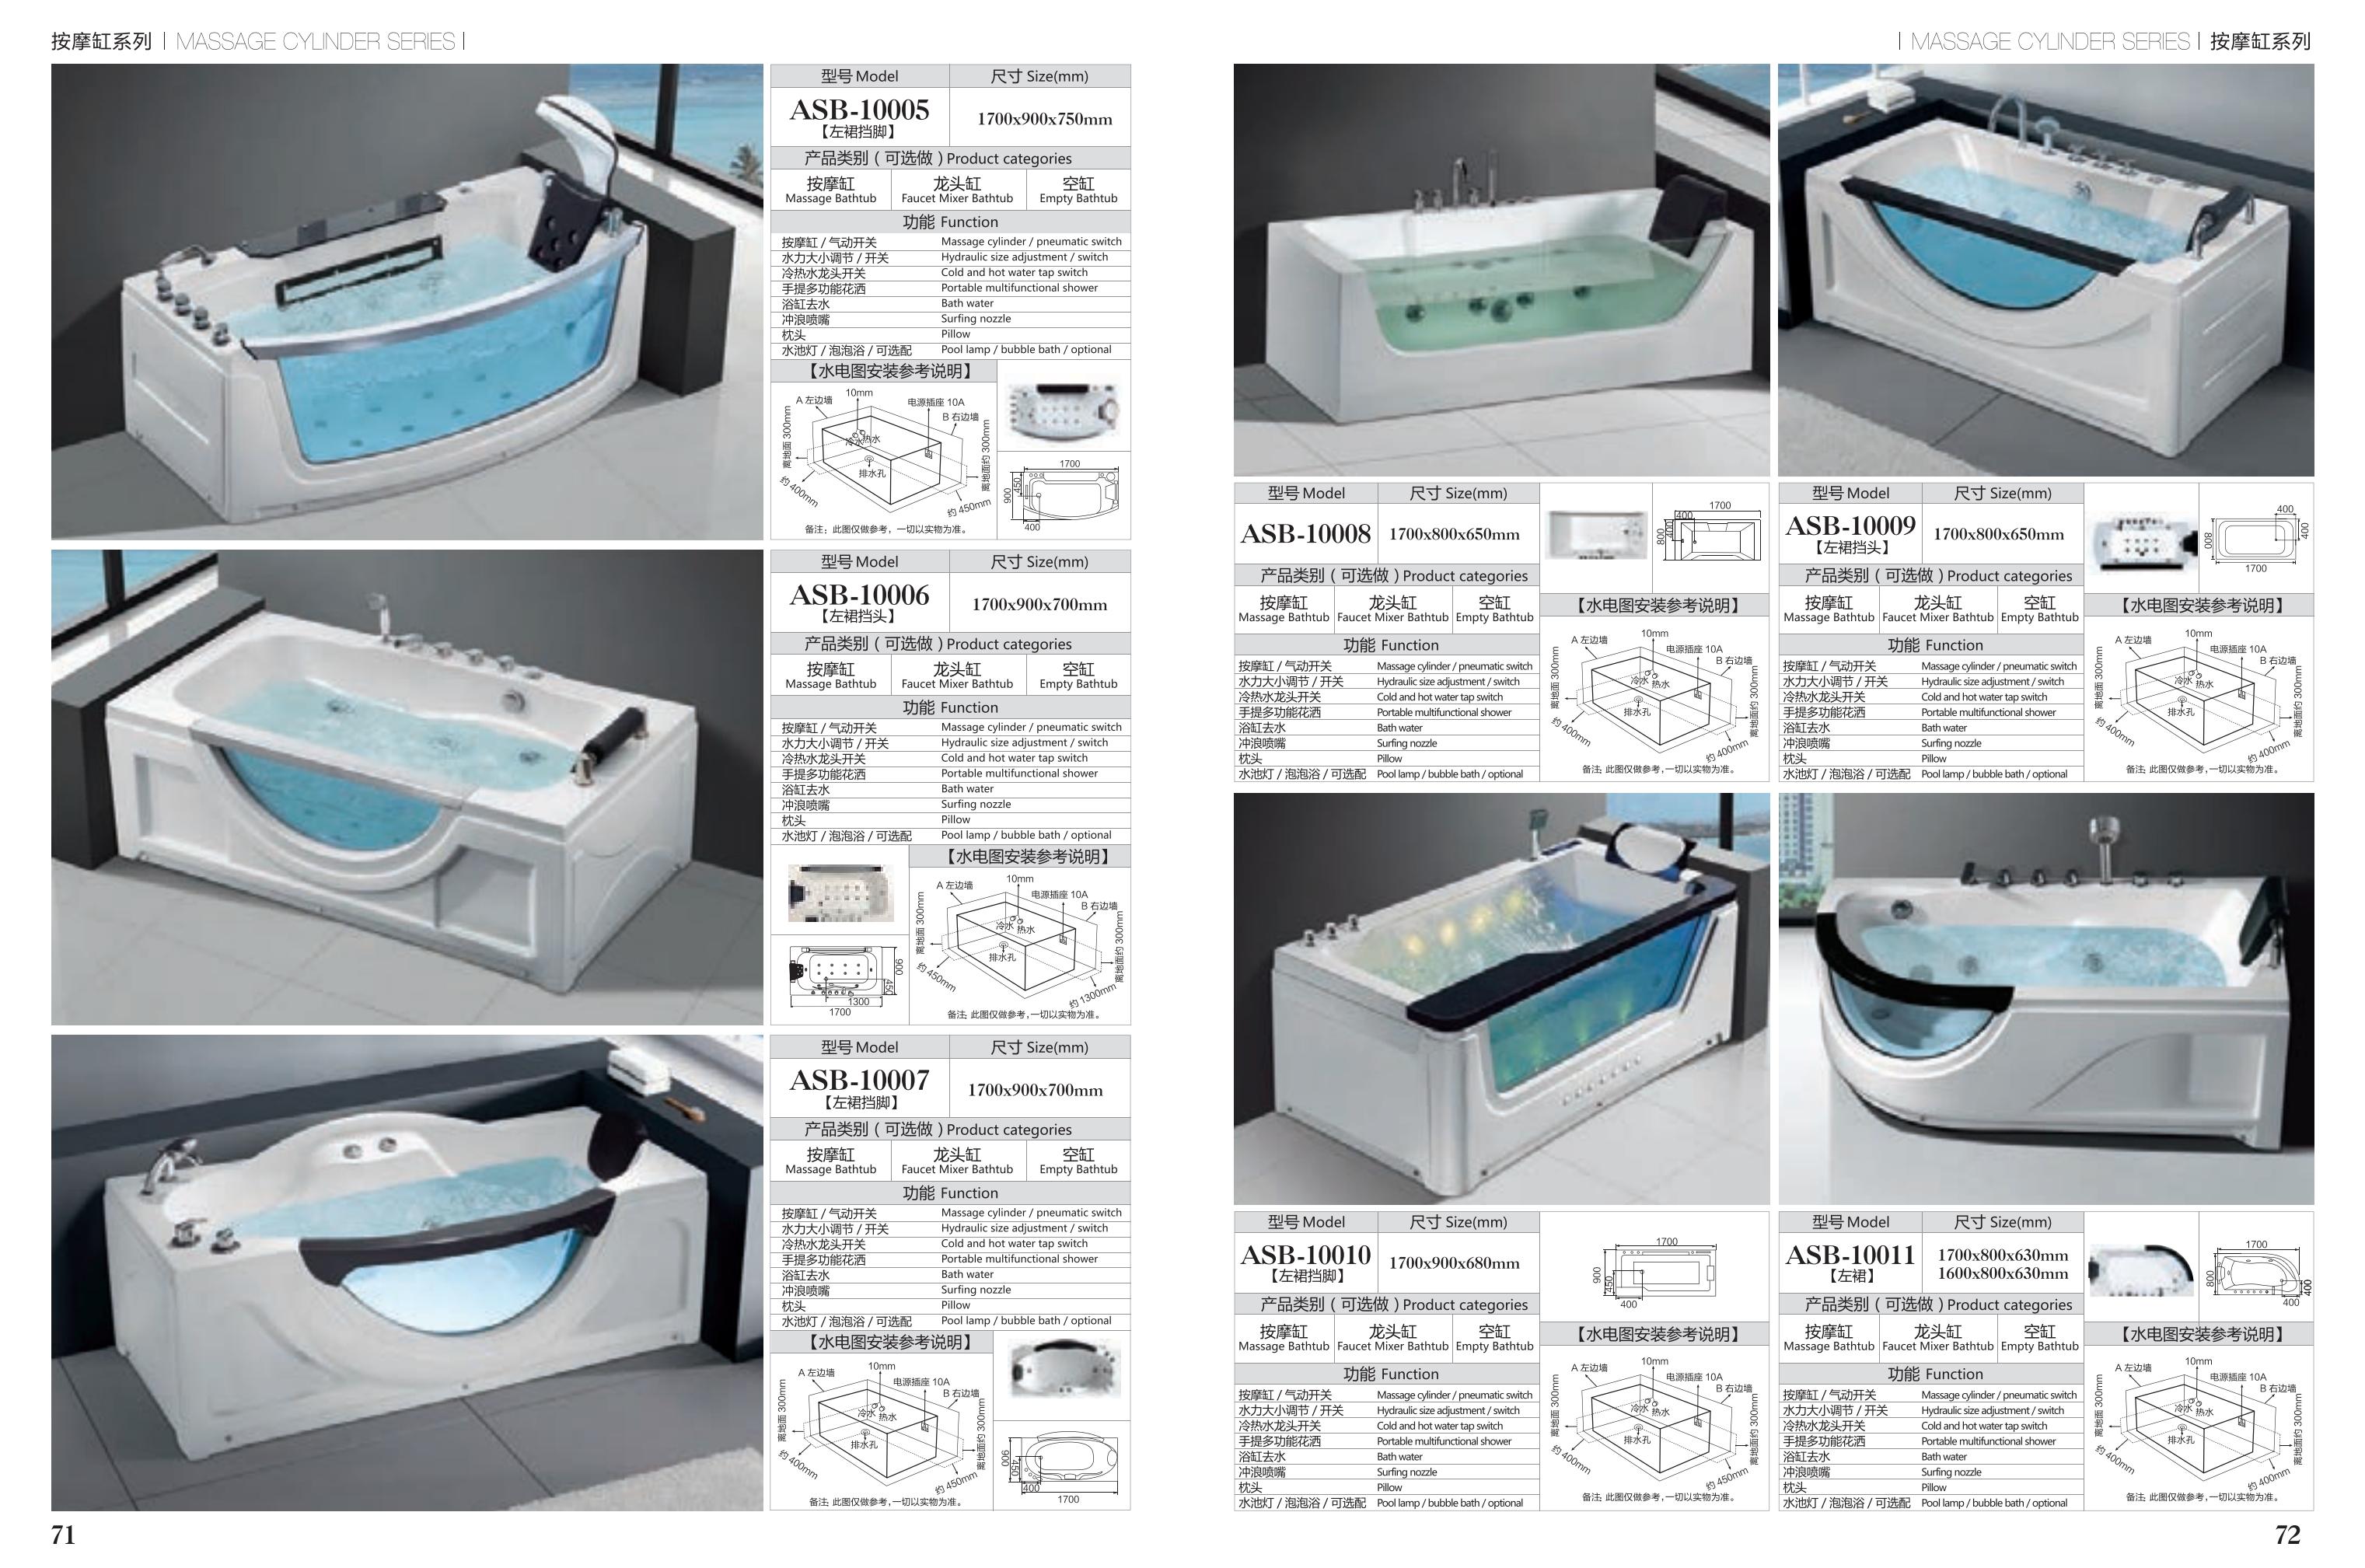 按摩缸系列 | MASSAGE CYLINDER SERIES |
型号 Model 尺寸 Size(mm)
ASB-10005 1700x900x750mm
【左裙挡脚】
产品类别(可选做)Product categories
按摩缸 龙头缸 空缸
Massage Bathtub Faucet Mixer Bathtub Empty Bathtub
功能 Function
按摩缸 / 气动开关 Massage cylinder / pneumatic switch
水力大小调节 / 开关 Hydraulic size adjustment / switch
冷热水龙头开关 Cold and hot water tap switch
手提多功能花洒 Portable multifunctional shower
浴缸去水 Bath water
冲浪喷嘴 Surfing nozzle
枕头 Pillow
水池灯 / 泡泡浴 / 可选配 Pool lamp / bubble bath / optional
【水电图安装参考说明】
10mm
A 左边墙
电源插座 10A
B 右边墙
离地面 300mm
冷水 热水
离地面约 300mm
排水孔
约 400mm
约 450mm
备注:此图仅做参考,一切以实物为准。
1700
900
450
400
型号 Model 尺寸 Size(mm)
ASB-10006 1700x900x700mm
【左裙挡头】
产品类别(可选做)Product categories
按摩缸 龙头缸 空缸
Massage Bathtub Faucet Mixer Bathtub Empty Bathtub
功能 Function
按摩缸 / 气动开关 Massage cylinder / pneumatic switch
水力大小调节 / 开关 Hydraulic size adjustment / switch
冷热水龙头开关 Cold and hot water tap switch
手提多功能花洒 Portable multifunctional shower
浴缸去水 Bath water
冲浪喷嘴 Surfing nozzle
枕头 Pillow
水池灯 / 泡泡浴 / 可选配 Pool lamp / bubble bath / optional
【水电图安装参考说明】
10mm
A 左边墙
电源插座 10A
B 右边墙
离地面 300mm
冷水 热水
离地面约 300mm
排水孔
约 450mm
约 1300mm
备注:此图仅做参考,一切以实物为准。
900
450
1300
1700
型号 Model 尺寸 Size(mm)
ASB-10007 1700x900x700mm
【左裙挡脚】
产品类别(可选做)Product categories
按摩缸 龙头缸 空缸
Massage Bathtub Faucet Mixer Bathtub Empty Bathtub
功能 Function
按摩缸 / 气动开关 Massage cylinder / pneumatic switch
水力大小调节 / 开关 Hydraulic size adjustment / switch
冷热水龙头开关 Cold and hot water tap switch
手提多功能花洒 Portable multifunctional shower
浴缸去水 Bath water
冲浪喷嘴 Surfing nozzle
枕头 Pillow
水池灯 / 泡泡浴 / 可选配 Pool lamp / bubble bath / optional
【水电图安装参考说明】
10mm
A 左边墙
电源插座 10A
B 右边墙
离地面 300mm
冷水 热水
离地面约 300mm
排水孔
约 400mm
约 450mm
备注:此图仅做参考,一切以实物为准。
900
450
400
1700
71
| MASSAGE CYLINDER SERIES | 按摩缸系列
型号 Model 尺寸 Size(mm)
ASB-10008 1700x800x650mm
1700
400
800
400
产品类别(可选做)Product categories
按摩缸 龙头缸 空缸
Massage Bathtub Faucet Mixer Bathtub Empty Bathtub
功能 Function
按摩缸 / 气动开关 Massage cylinder / pneumatic switch
水力大小调节 / 开关 Hydraulic size adjustment / switch
冷热水龙头开关 Cold and hot water tap switch
手提多功能花洒 Portable multifunctional shower
浴缸去水 Bath water
冲浪喷嘴 Surfing nozzle
枕头 Pillow
水池灯 / 泡泡浴 / 可选配 Pool lamp / bubble bath / optional
【水电图安装参考说明】
10mm
A 左边墙
电源插座 10A
B 右边墙
离地面 300mm
冷水 热水
离地面约 300mm
排水孔
约 400mm
约 400mm
备注:此图仅做参考,一切以实物为准。
型号 Model 尺寸 Size(mm)
ASB-10009 1700x800x650mm
【左裙挡头】
400
800
400
1700
产品类别(可选做)Product categories
按摩缸 龙头缸 空缸
Massage Bathtub Faucet Mixer Bathtub Empty Bathtub
功能 Function
按摩缸 / 气动开关 Massage cylinder / pneumatic switch
水力大小调节 / 开关 Hydraulic size adjustment / switch
冷热水龙头开关 Cold and hot water tap switch
手提多功能花洒 Portable multifunctional shower
浴缸去水 Bath water
冲浪喷嘴 Surfing nozzle
枕头 Pillow
水池灯 / 泡泡浴 / 可选配 Pool lamp / bubble bath / optional
【水电图安装参考说明】
10mm
A 左边墙
电源插座 10A
B 右边墙
离地面 300mm
冷水 热水
离地面约 300mm
排水孔
约 400mm
约 400mm
备注:此图仅做参考,一切以实物为准。
型号 Model 尺寸 Size(mm)
ASB-10010 1700x900x680mm
【左裙挡脚】
1700
900
450
400
产品类别(可选做)Product categories
按摩缸 龙头缸 空缸
Massage Bathtub Faucet Mixer Bathtub Empty Bathtub
功能 Function
按摩缸 / 气动开关 Massage cylinder / pneumatic switch
水力大小调节 / 开关 Hydraulic size adjustment / switch
冷热水龙头开关 Cold and hot water tap switch
手提多功能花洒 Portable multifunctional shower
浴缸去水 Bath water
冲浪喷嘴 Surfing nozzle
枕头 Pillow
水池灯 / 泡泡浴 / 可选配 Pool lamp / bubble bath / optional
【水电图安装参考说明】
10mm
A 左边墙
电源插座 10A
B 右边墙
离地面 300mm
冷水 热水
离地面约 300mm
排水孔
约 400mm
约 450mm
备注:此图仅做参考,一切以实物为准。
型号 Model 尺寸 Size(mm)
ASB-10011 1700x800x630mm
【左裙】 1600x800x630mm
1700
800
400
400
产品类别(可选做)Product categories
按摩缸 龙头缸 空缸
Massage Bathtub Faucet Mixer Bathtub Empty Bathtub
功能 Function
按摩缸 / 气动开关 Massage cylinder / pneumatic switch
水力大小调节 / 开关 Hydraulic size adjustment / switch
冷热水龙头开关 Cold and hot water tap switch
手提多功能花洒 Portable multifunctional shower
浴缸去水 Bath water
冲浪喷嘴 Surfing nozzle
枕头 Pillow
水池灯 / 泡泡浴 / 可选配 Pool lamp / bubble bath / optional
【水电图安装参考说明】
10mm
A 左边墙
电源插座 10A
B 右边墙
离地面 300mm
冷水 热水
离地面约 300mm
排水孔
约 400mm
约 400mm
备注:此图仅做参考,一切以实物为准。
72